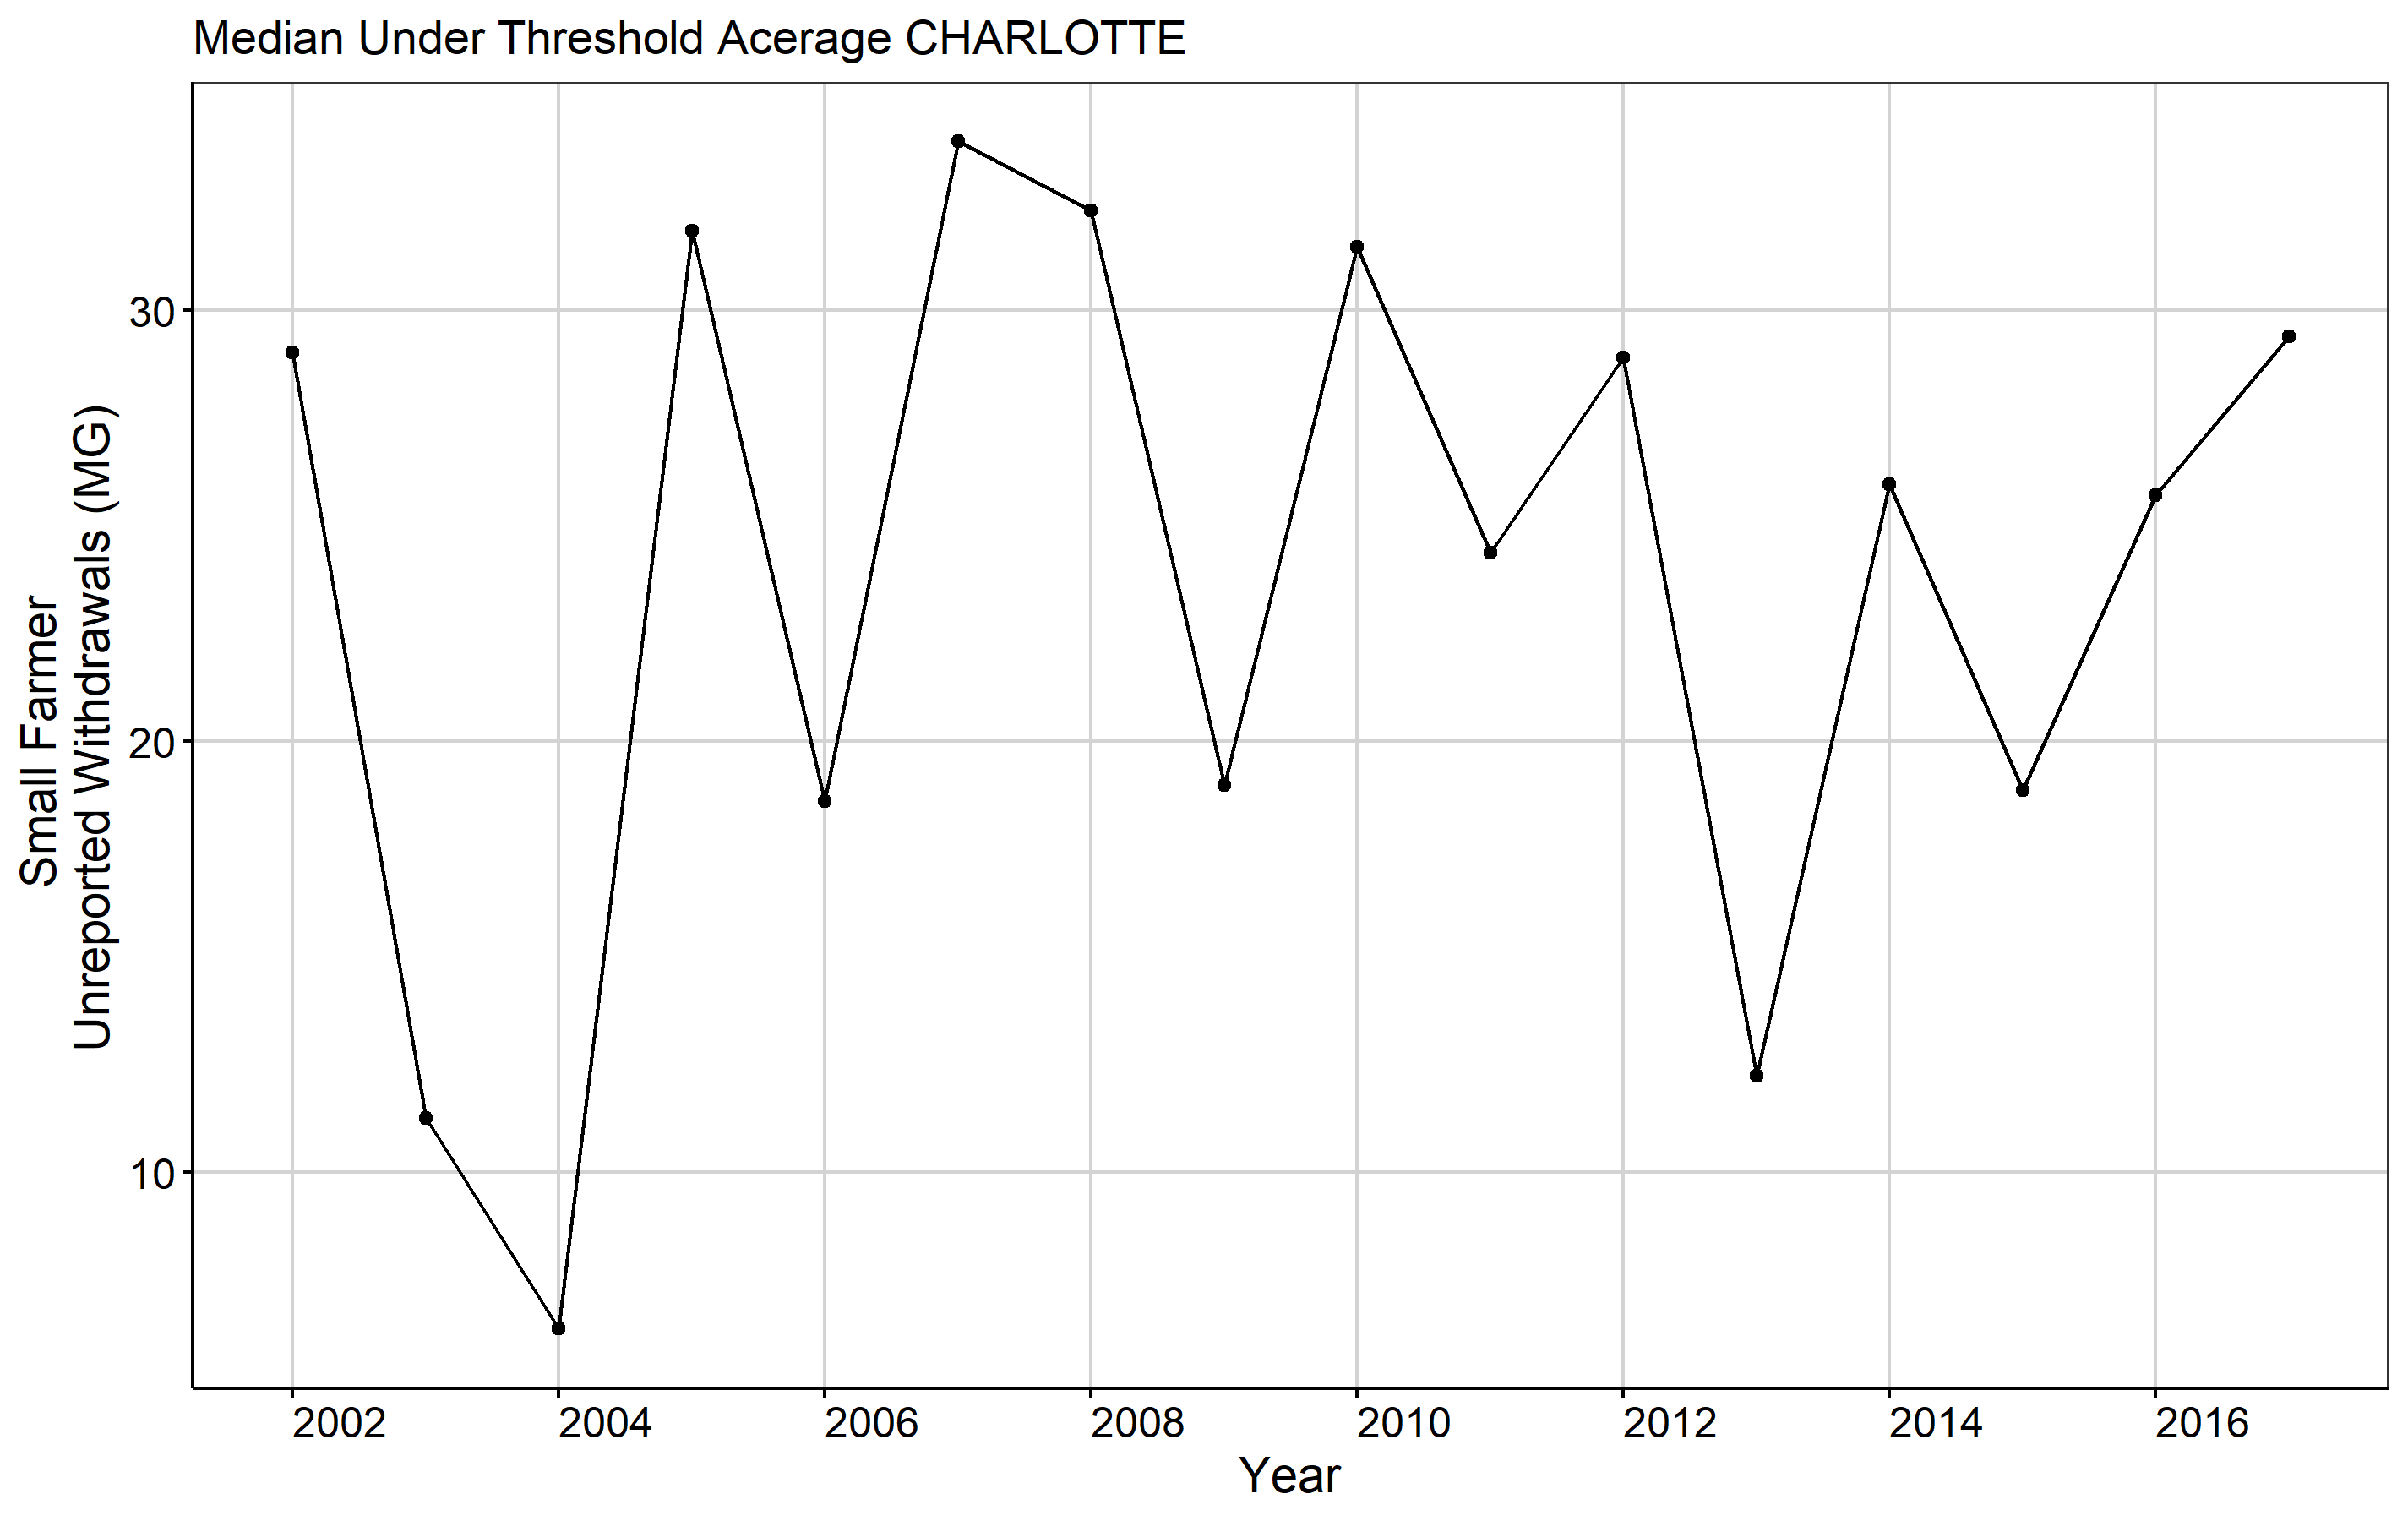 Median Under Threshold Acerage CHARLOTTE
Small Farmer
Unreported Withdrawals (MG)
30
20
10
2002 2004 2006 2008 2010 2012 2014 2016
Year